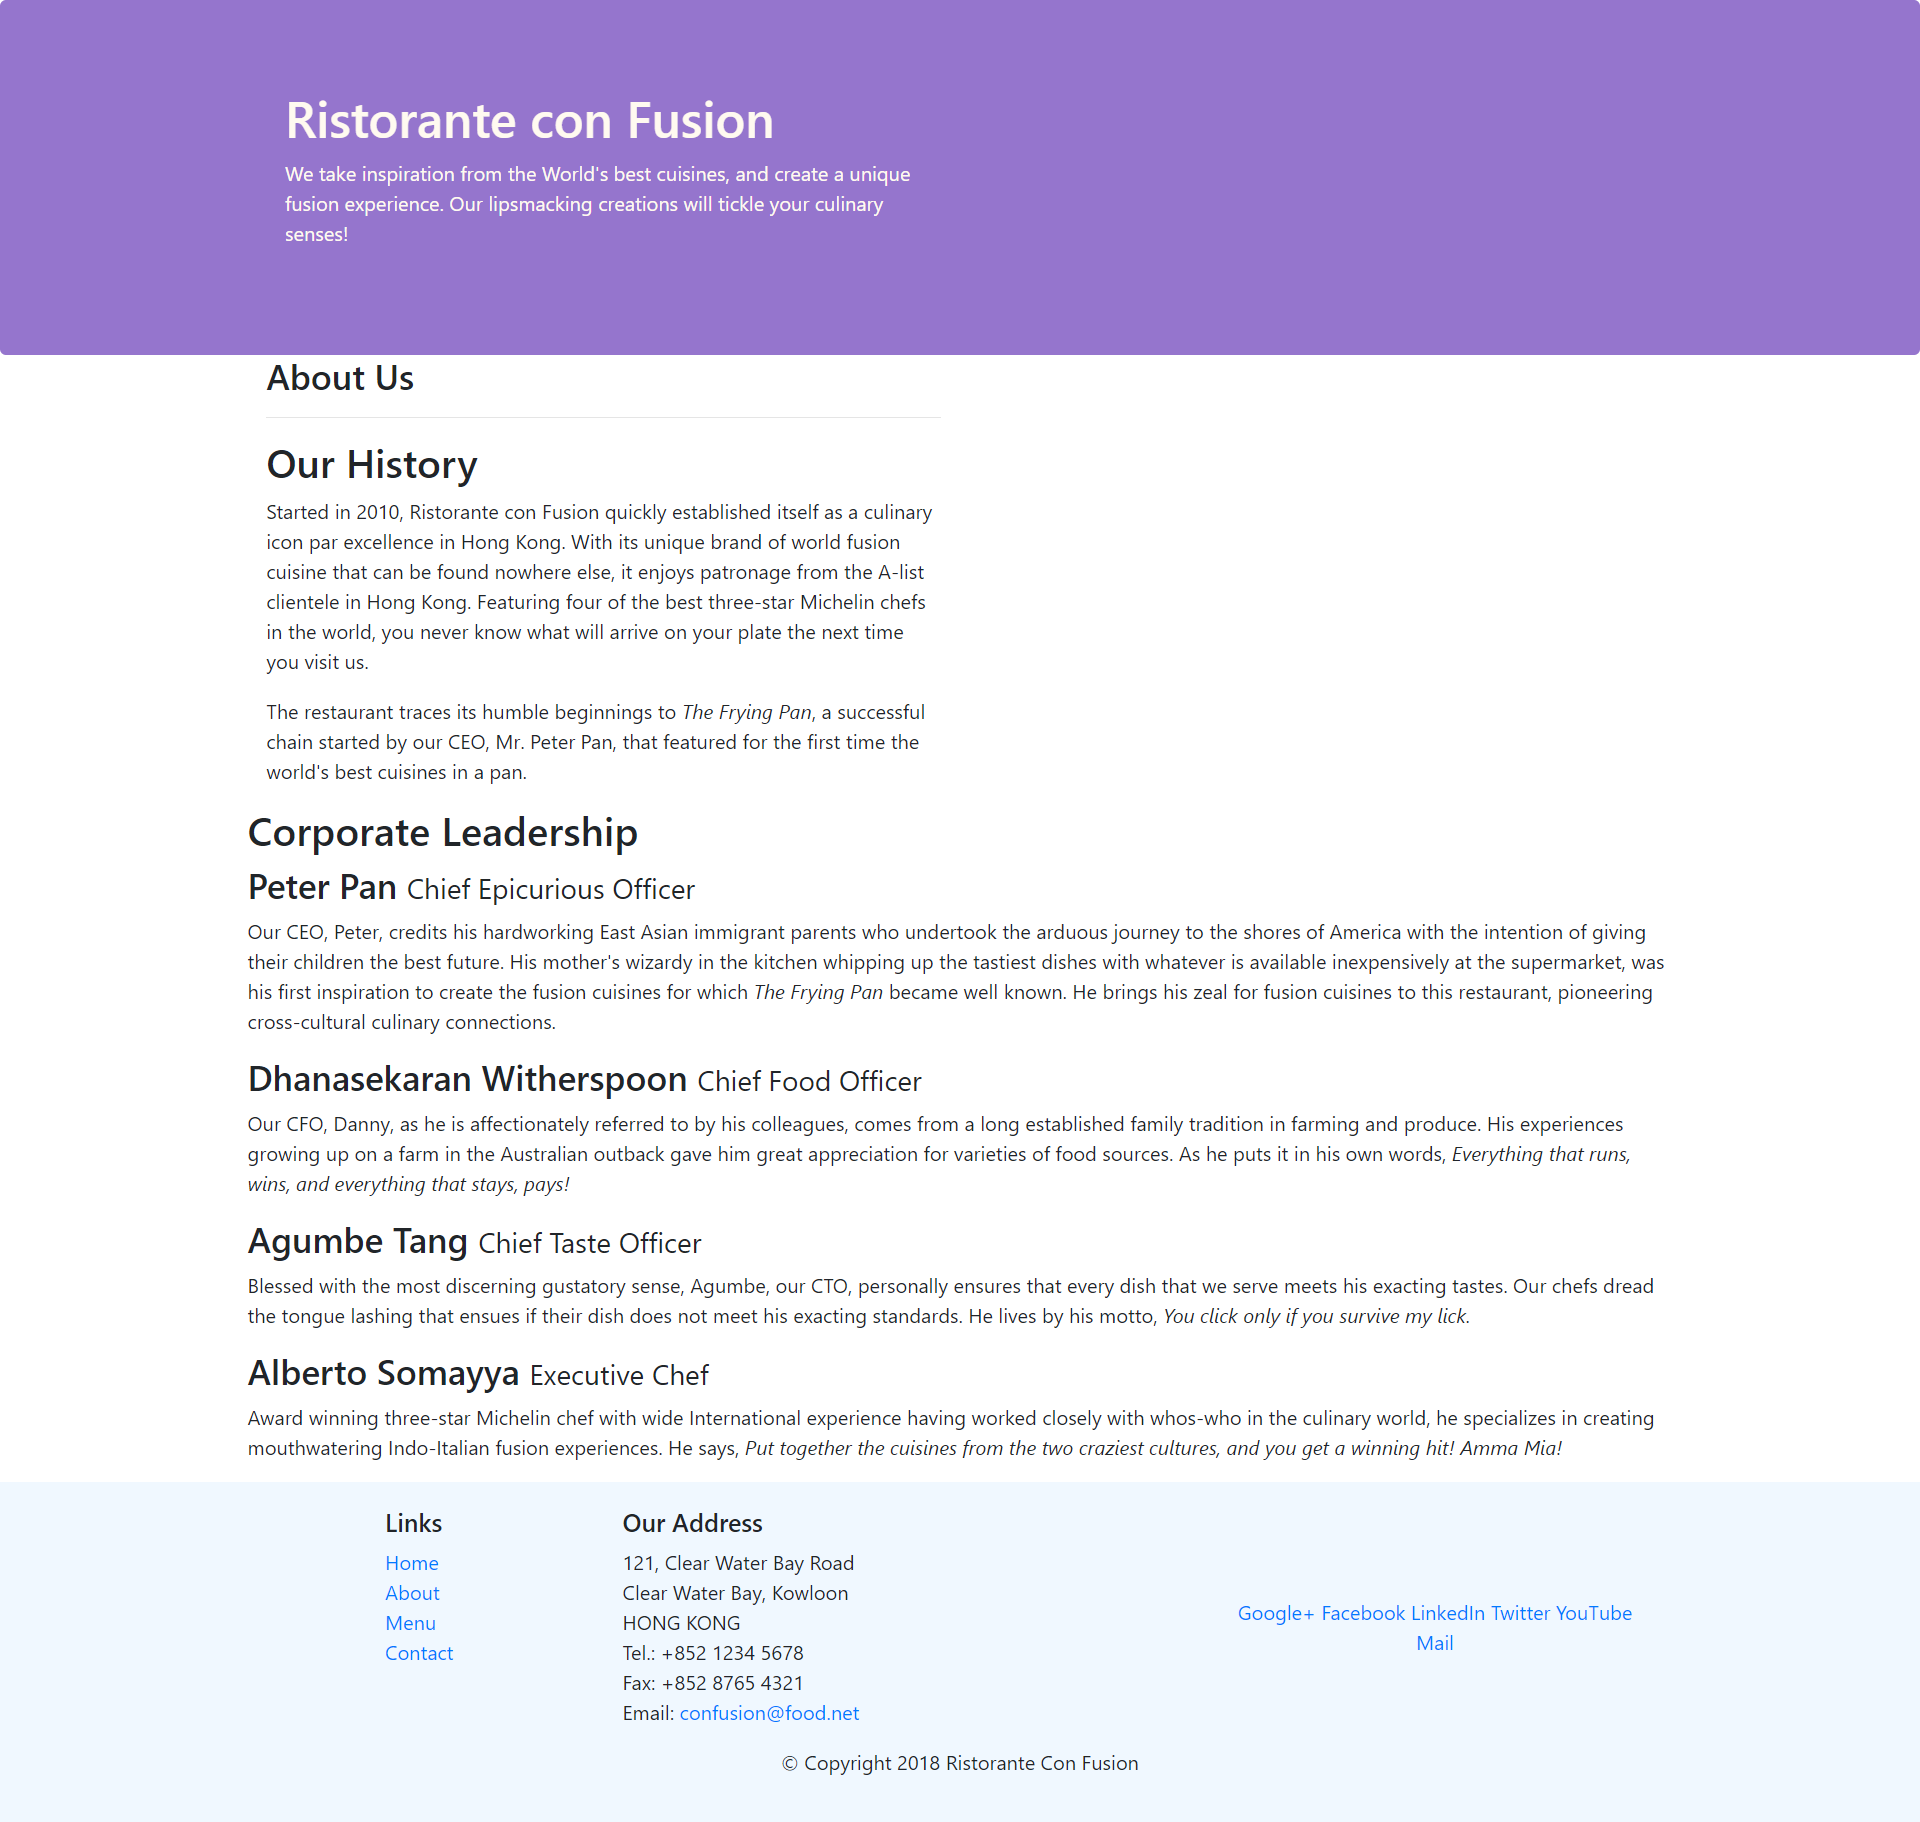 Ristorante con Fusion
We take inspiration from the World's best cuisines, and create a unique
fusion experience. Our lipsmacking creations will tickle your culinary
senses!
About Us
Our History
Started in 2010, Ristorante con Fusion quickly established itself as a culinary
icon par excellence in Hong Kong. With its unique brand of world fusion
cuisine that can be found nowhere else, it enjoys patronage from the A-list
clientele in Hong Kong. Featuring four of the best three-star Michelin chefs
in the world, you never know what will arrive on your plate the next time
you visit us.
The restaurant traces its humble beginnings to The Frying Pan, a successful
chain started by our CEO, Mr. Peter Pan, that featured for the first time the
world's best cuisines in a pan.
Corporate Leadership
Peter Pan Chief Epicurious Officer
Our CEO, Peter, credits his hardworking East Asian immigrant parents who undertook the arduous journey to the shores of America with the intention of giving
their children the best future. His mother's wizardy in the kitchen whipping up the tastiest dishes with whatever is available inexpensively at the supermarket, was
his first inspiration to create the fusion cuisines for which The Frying Pan became well known. He brings his zeal for fusion cuisines to this restaurant, pioneering
cross-cultural culinary connections.
Dhanasekaran Witherspoon Chief Food Officer
Our CFO, Danny, as he is affectionately referred to by his colleagues, comes from a long established family tradition in farming and produce. His experiences
growing up on a farm in the Australian outback gave him great appreciation for varieties of food sources. As he puts it in his own words, Everything that runs,
wins, and everything that stays, pays!
Agumbe Tang Chief Taste Officer
Blessed with the most discerning gustatory sense, Agumbe, our CTO, personally ensures that every dish that we serve meets his exacting tastes. Our chefs dread
the tongue lashing that ensues if their dish does not meet his exacting standards. He lives by his motto, You click only if you survive my lick.
Alberto Somayya Executive Chef
Award winning three-star Michelin chef with wide International experience having worked closely with whos-who in the culinary world, he specializes in creating
mouthwatering Indo-Italian fusion experiences. He says, Put together the cuisines from the two craziest cultures, and you get a winning hit! Amma Mia!
Links
Home
About
Menu
Contact
Our Address
121, Clear Water Bay Road
Clear Water Bay, Kowloon
HONG KONG
Tel.: +852 1234 5678
Fax: +852 8765 4321
Email: confusion@food.net
Google+ Facebook LinkedIn Twitter YouTube
Mail
© Copyright 2018 Ristorante Con Fusion